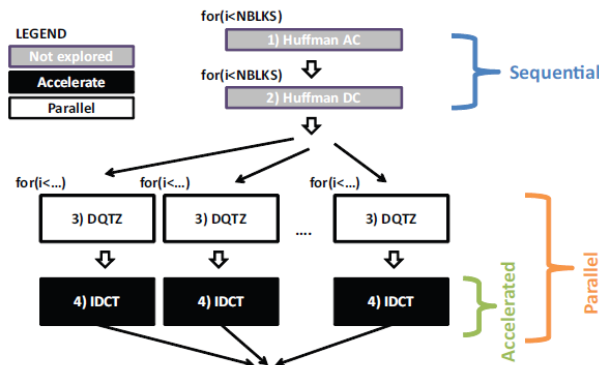 for(i<NBLKS)
LEGEND
Not explored
Accelerate
Parallel
1) Huffman AC
for(i<NBLKS)
2) Huffman DC
Sequential
for(i<...)
for(i<...)
for(i<...)
3) DQTZ
3) DQTZ
....
3) DQTZ
4) IDCT
4) IDCT
4) IDCT
Accelerated
Parallel